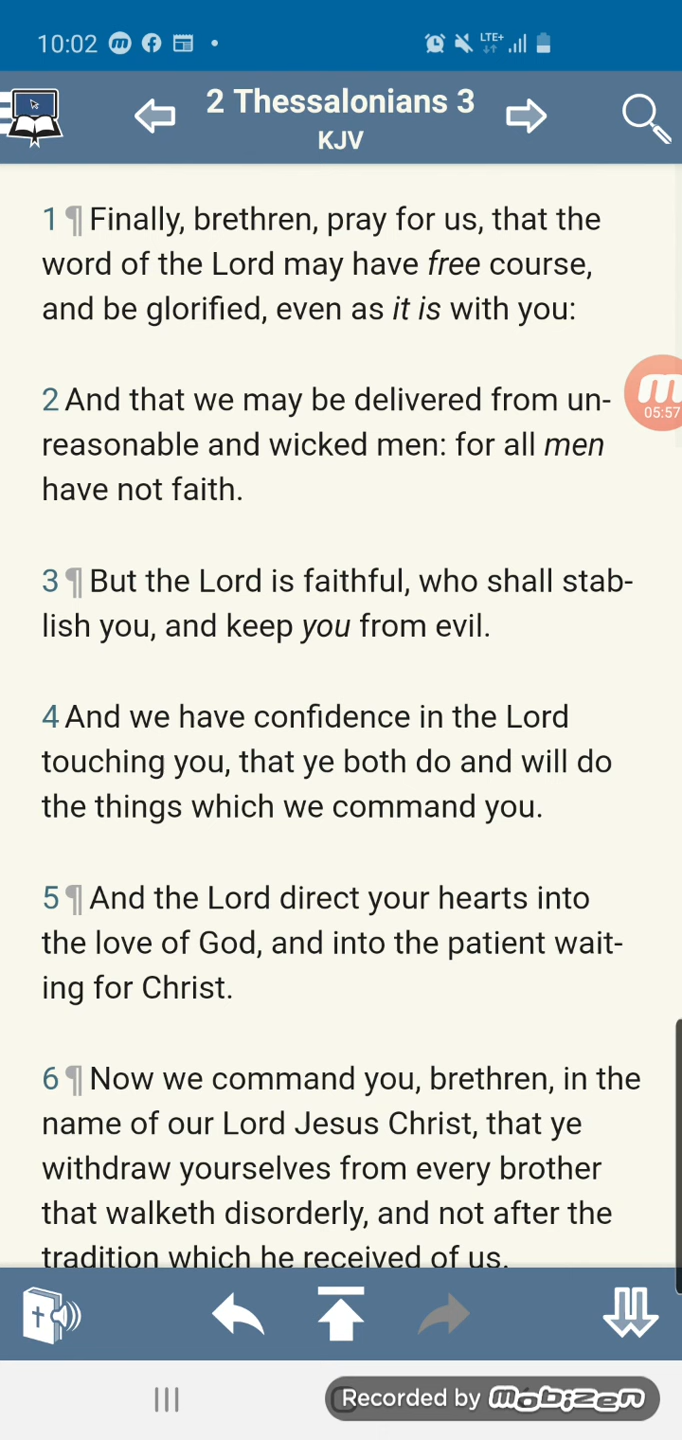 10:02
LTE+
2 Thessalonians 3
KJV
1 ¶ Finally, brethren, pray for us, that the
word of the Lord may have free course,
and be glorified, even as it is with you:
2 And that we may be delivered from un-
reasonable and wicked men: for all men
have not faith.
05:57
3 ¶ But the Lord is faithful, who shall stab-
lish you, and keep you from evil.
4 And we have confidence in the Lord
touching you, that ye both do and will do
the things which we command you.
5 ¶ And the Lord direct your hearts into
the love of God, and into the patient wait-
ing for Christ.
6 ¶ Now we command you, brethren, in the
name of our Lord Jesus Christ, that ye
withdraw yourselves from every brother
that walketh disorderly, and not after the
tradition which he received of us.
Recorded by mobizen